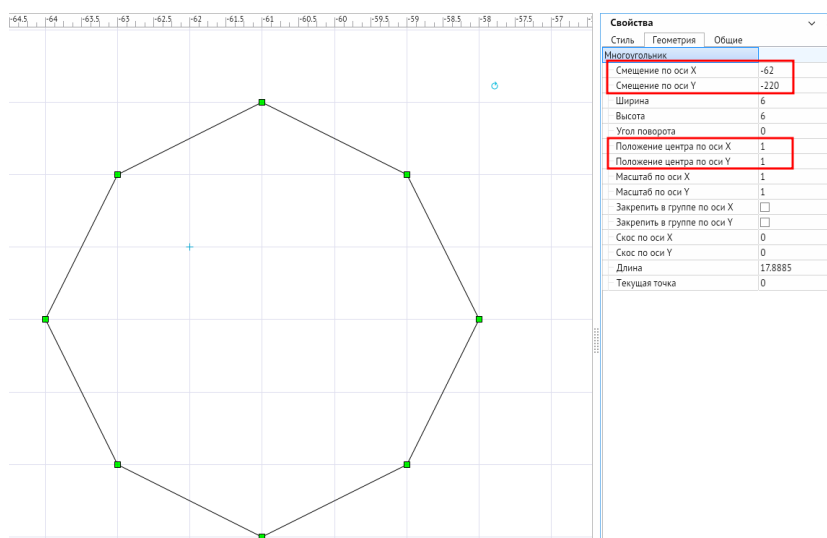 -64.5 -64 -63.5 -63 -62.5 -62 -61.5 -61 -60.5 -60 -59.5 -59 -58.5 -58 -57.5 -57
Свойства
Стиль Геометрия Общие
Многоугольник
Смещение по оси X -62
Смещение по оси Y -220
Ширина 6
Высота 6
Угол поворота 0
Положение центра по оси X 1
Положение центра по оси Y 1
Масштаб по оси X 1
Масштаб по оси Y 1
Закрепить в группе по оси X
Закрепить в группе по оси Y
Скос по оси X 0
Скос по оси Y 0
Длина 17.8885
Текущая точка 0